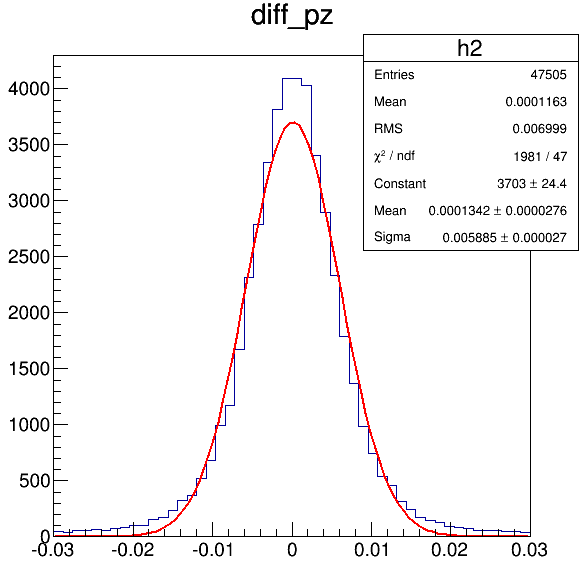 diff_pz
h2
Entries 47505
Mean 0.0001163
RMS 0.006999
χ² / ndf 1981 / 47
Constant 3703 ± 24.4
Mean 0.0001342 ± 0.0000276
Sigma 0.005885 ± 0.000027
4000
3500
3000
2500
2000
1500
1000
500
0
-0.03 -0.02 -0.01 0 0.01 0.02 0.03